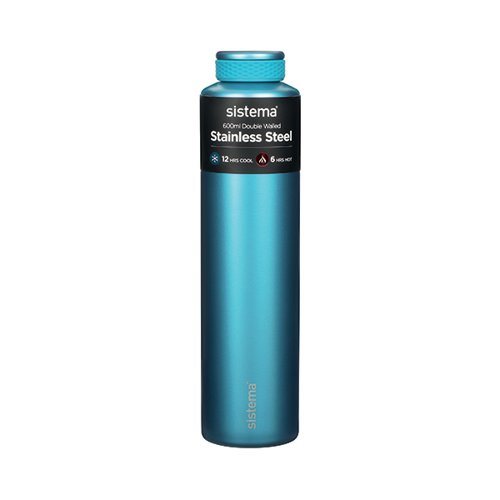 sistema®
600ml Double Walled
Stainless Steel
12 HRS COOL 6 HRS HOT
sistema®